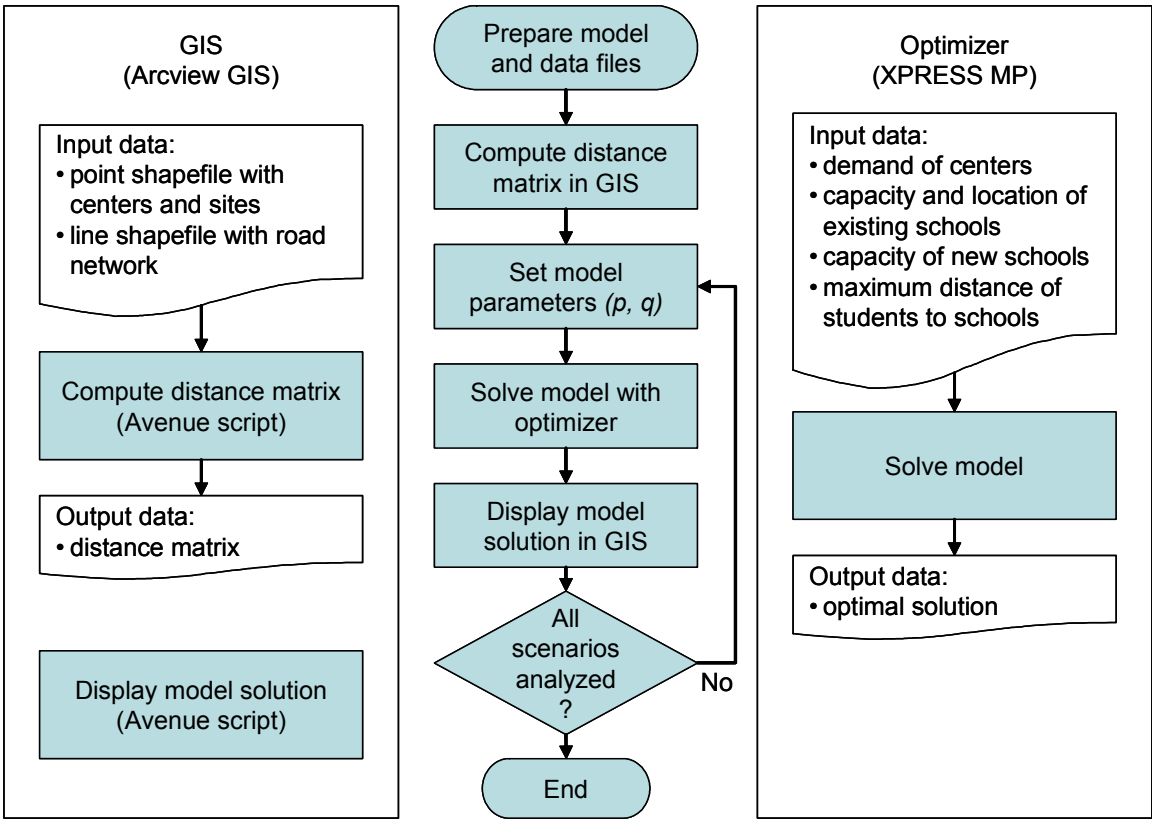 GIS
(Arcview GIS)
Input data:
• point shapefile with
centers and sites
• line shapefile with road
network
Compute distance matrix
(Avenue script)
Output data:
• distance matrix
Display model solution
(Avenue script)
Prepare model
and data files
Compute distance
matrix in GIS
Set model
parameters (p, q)
Solve model with
optimizer
Display model
solution in GIS
All
scenarios
analyzed
?
No
End
Optimizer
(XPRESS MP)
Input data:
• demand of centers
• capacity and location of
existing schools
• capacity of new schools
• maximum distance of
students to schools
Solve model
Output data:
• optimal solution